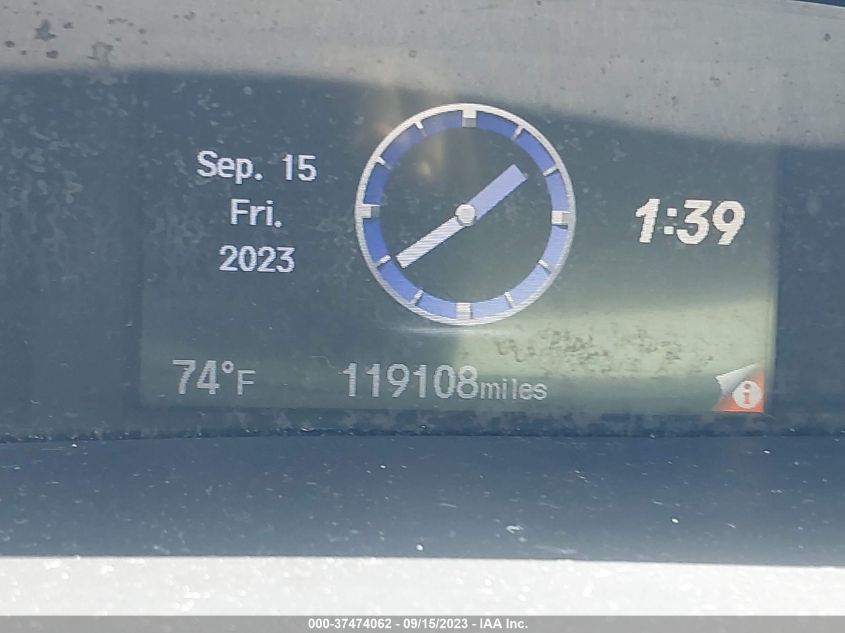 Sep. 15
Fri.
2023
1:39
74°F
119108miles
i
000-37474062 - 09/15/2023 - IAA Inc.